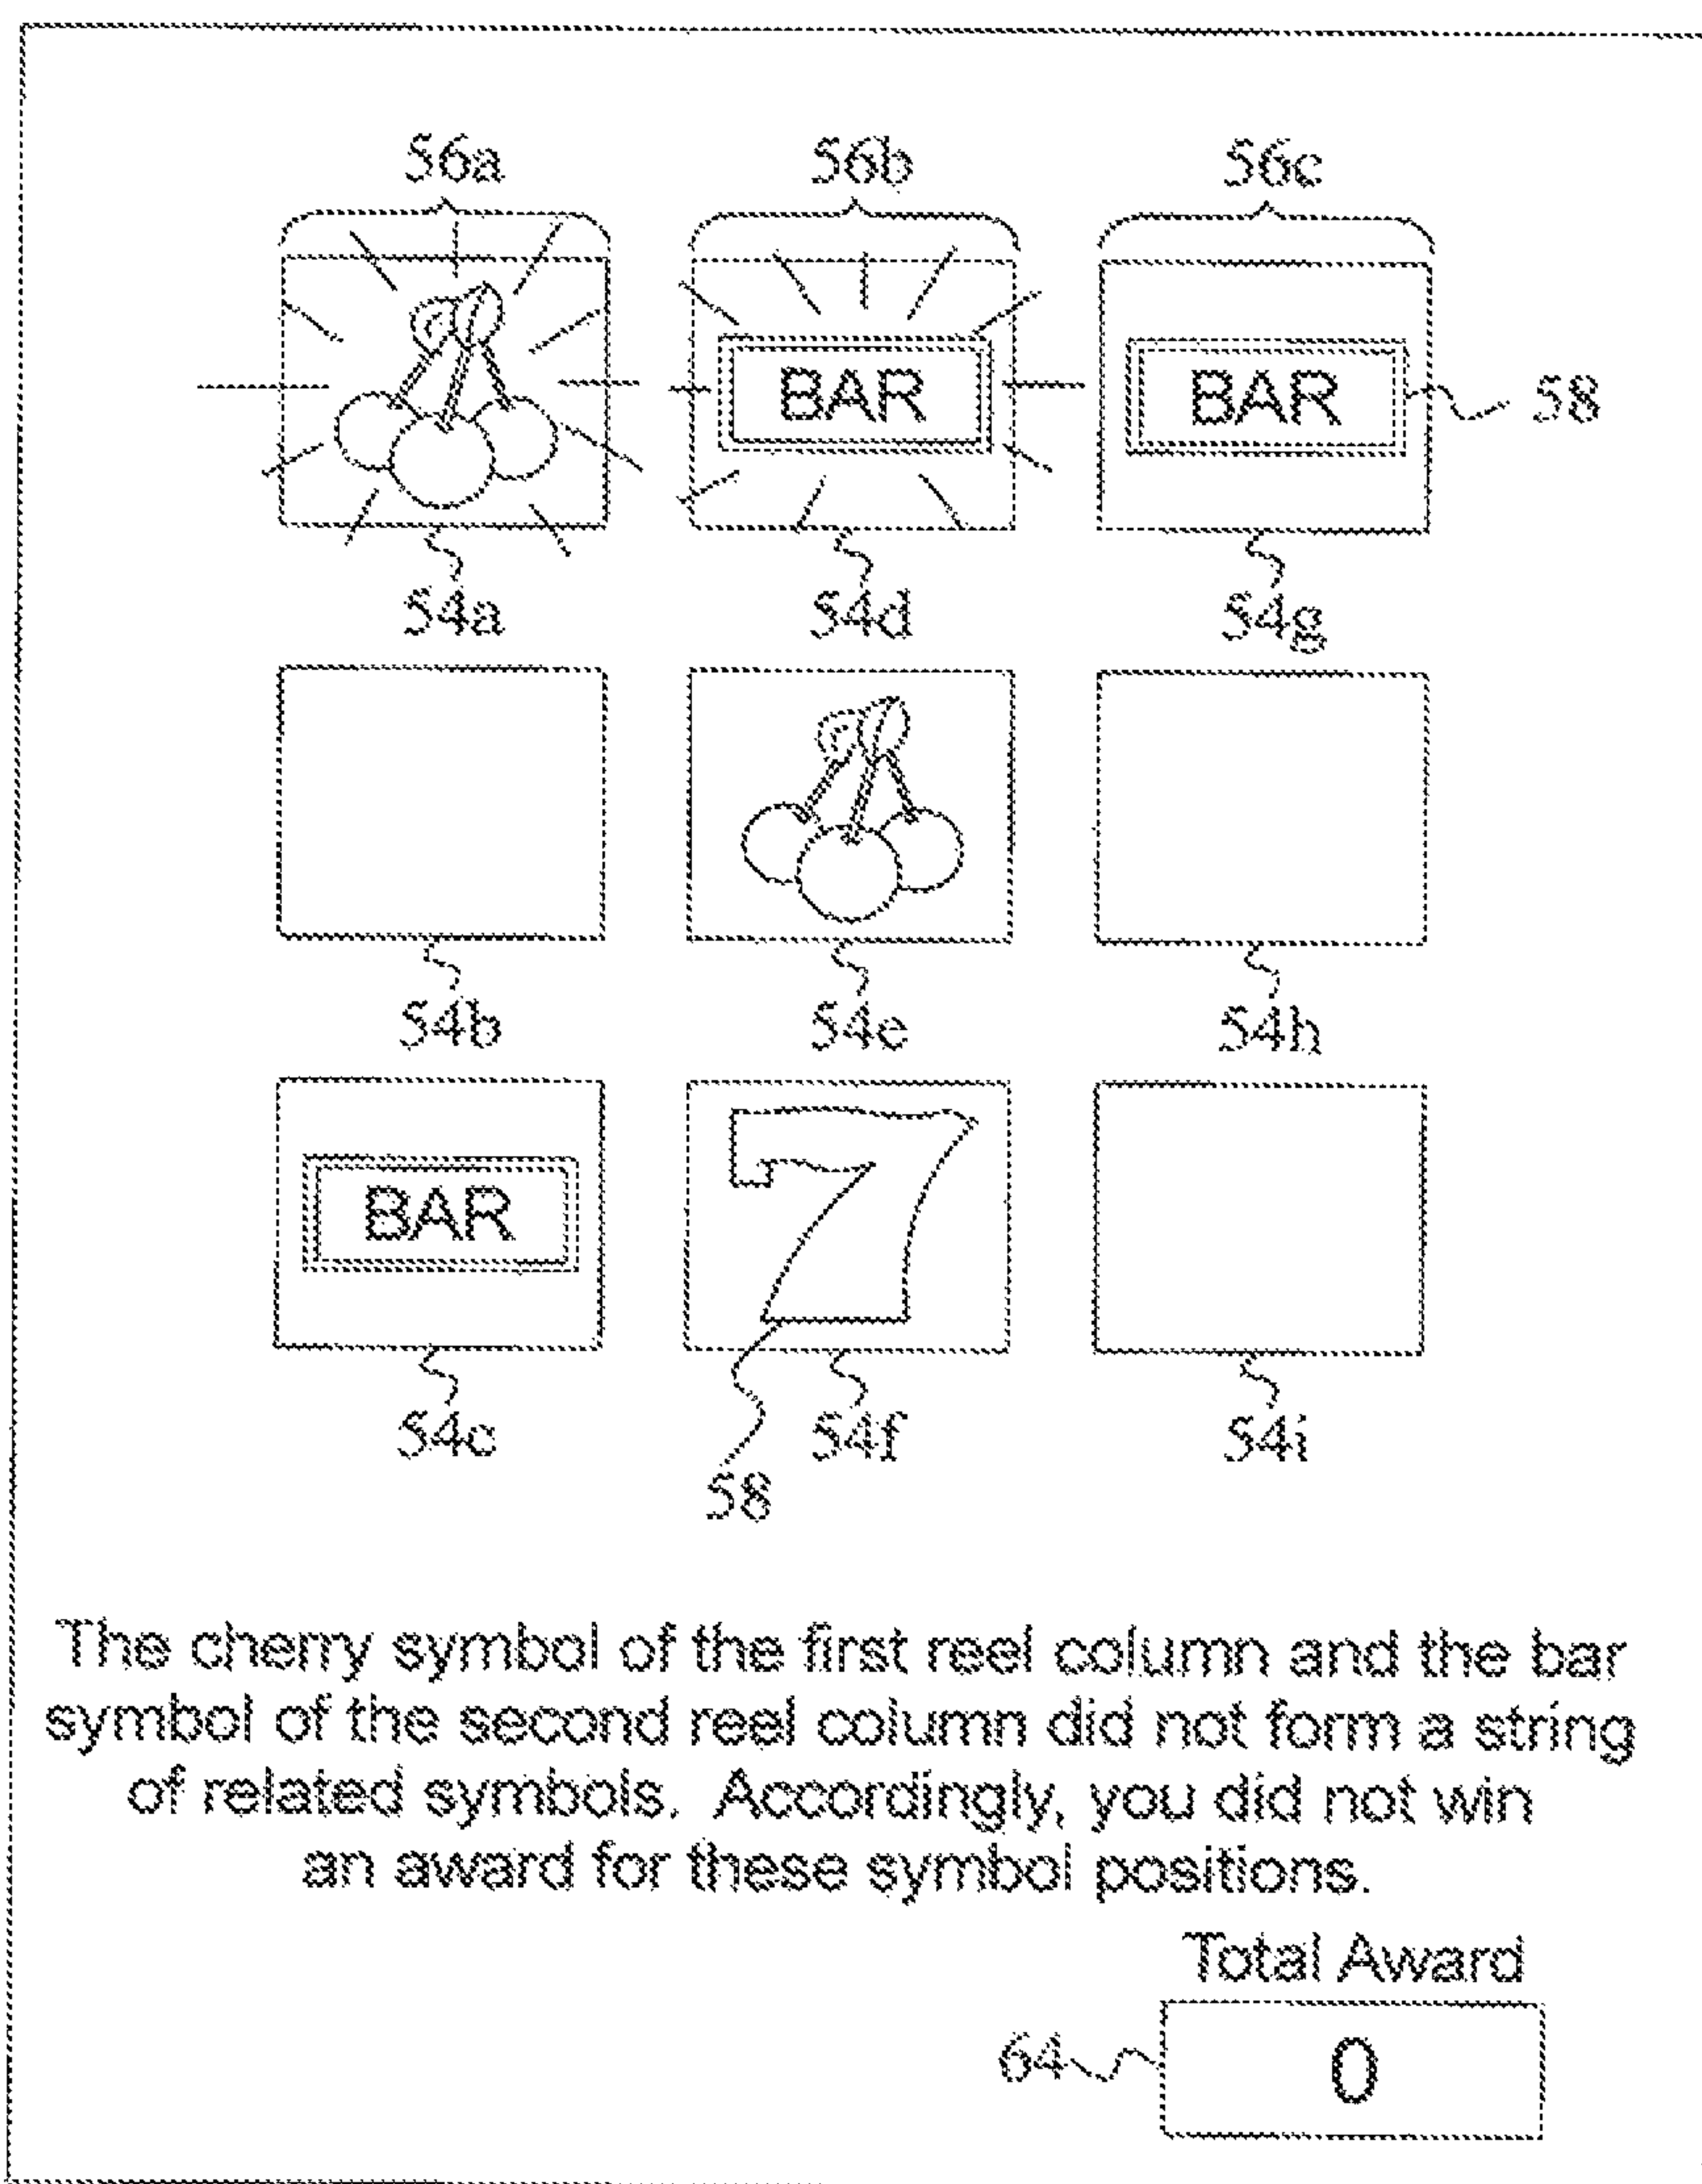 56a 56b 56c
BAR BAR 58
54a 54d 54g
54b 54e 54h
BAR 7
54c 54f 54i
58
The cherry symbol of the first reel column and the bar
symbol of the second reel column did not form a string
of related symbols. Accordingly, you did not win
an award for these symbol positions.
Total Award
64 0